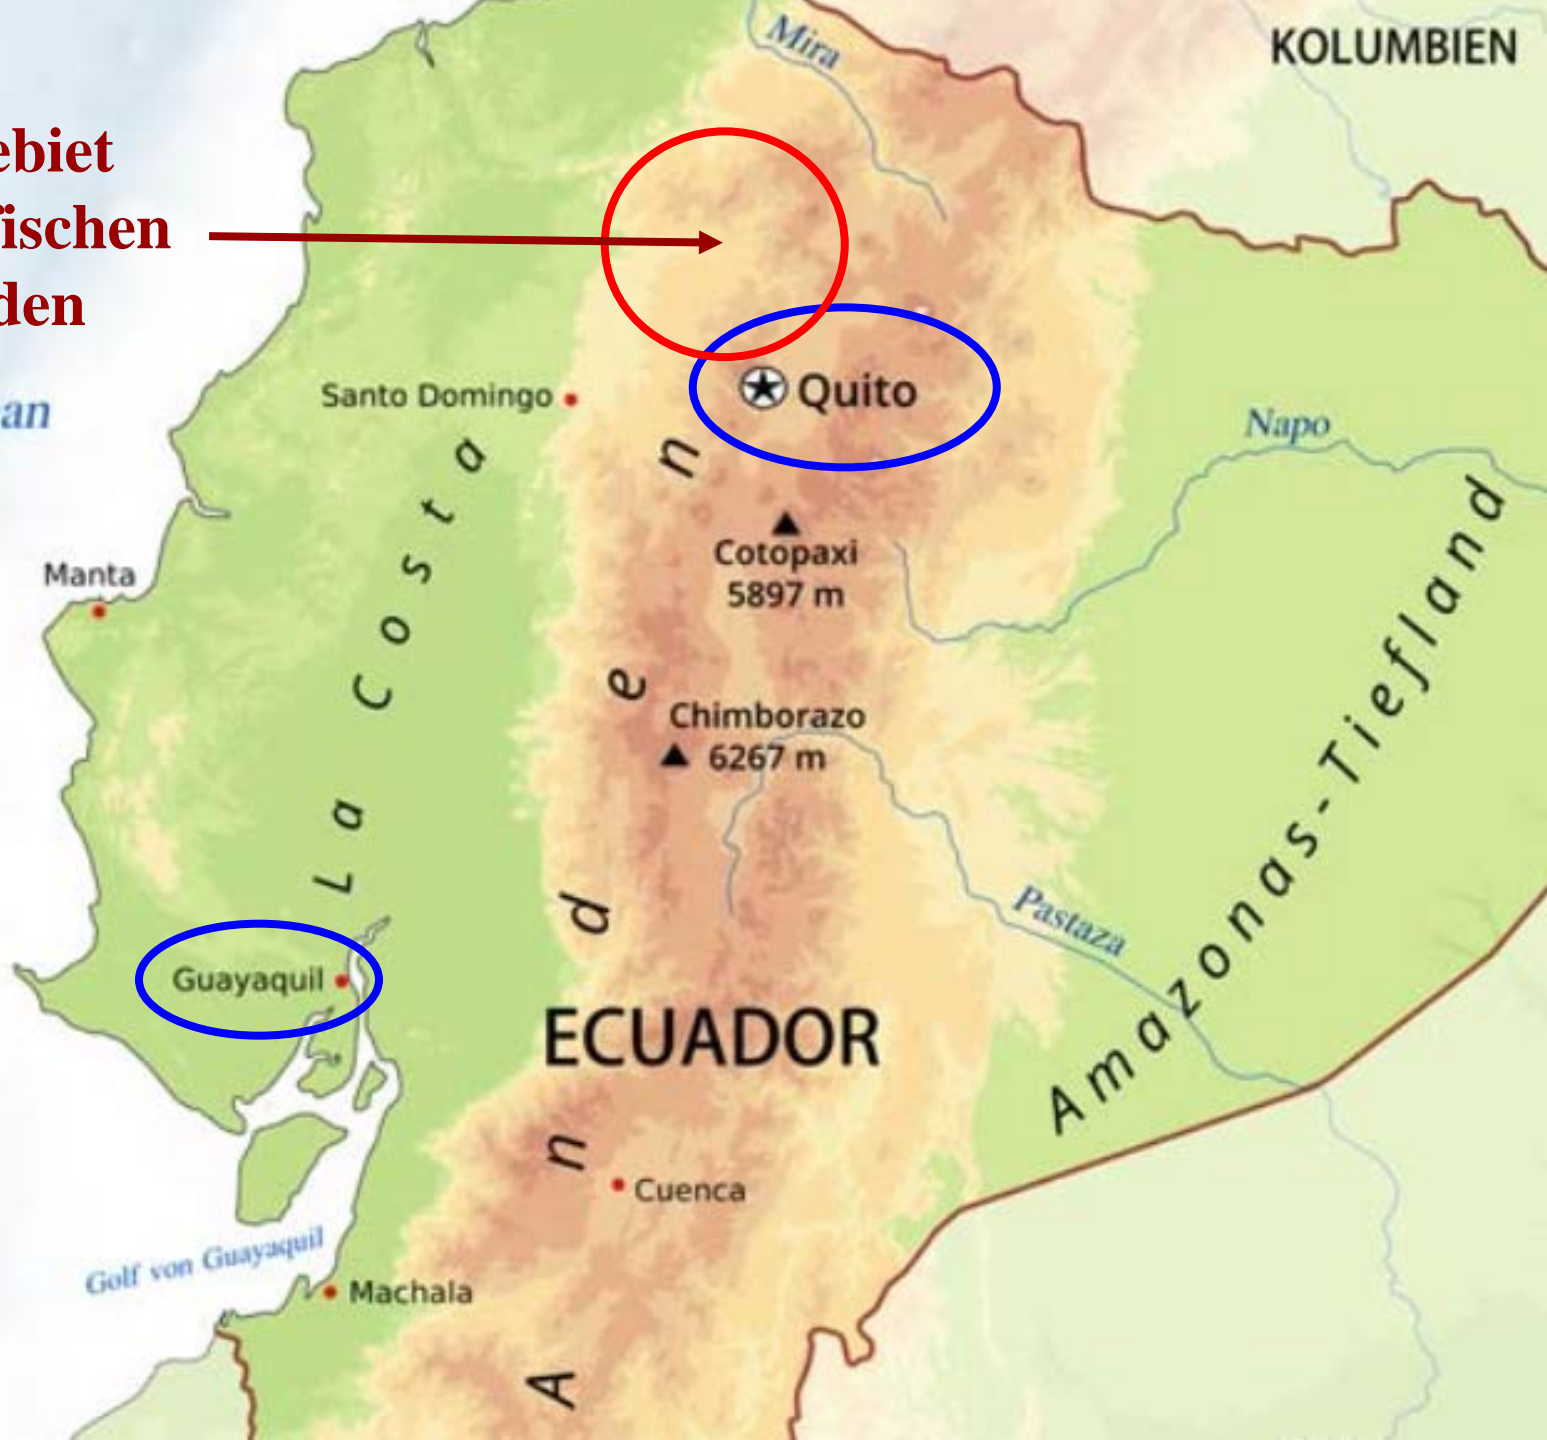 Mira
KOLUMBIEN
ebiet
fischen
den
Santo Domingo
Quito
an
Napo
Cotopaxi
5897 m
Manta
Chimborazo
6267 m
La Costa
Amazonas-Tiefland
Pastaza
Guayaquil
ECUADOR
Anden
Cuenca
Golf von Guayaquil
Machala